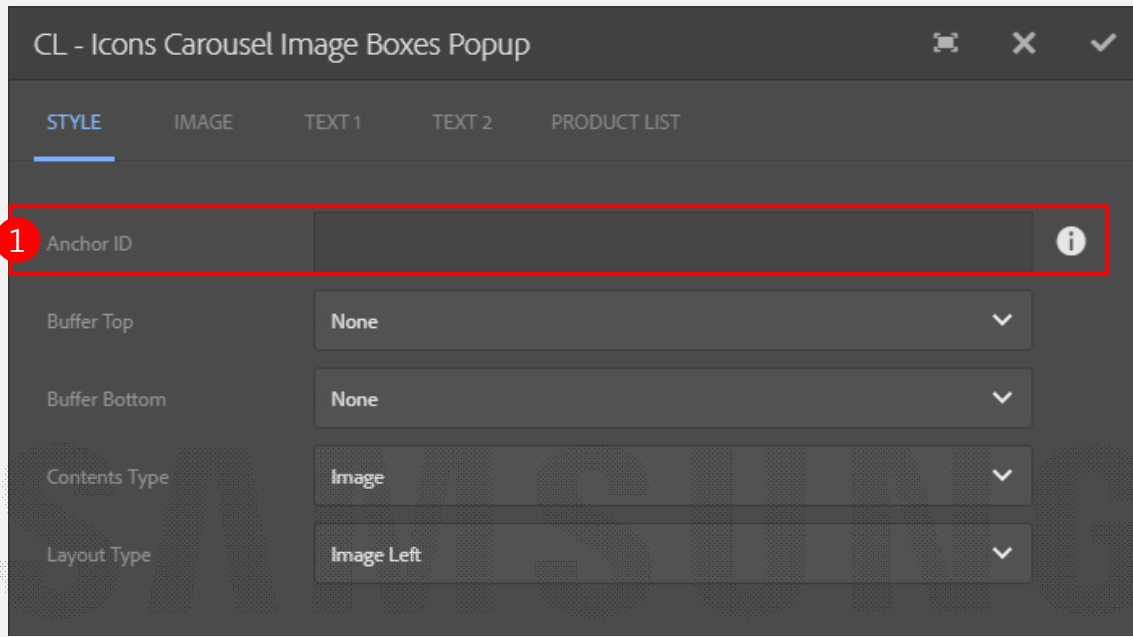 CL - Icons Carousel Image Boxes Popup
STYLE IMAGE TEXT 1 TEXT 2 PRODUCT LIST
1 Anchor ID
Buffer Top None
Buffer Bottom None
Contents Type Image
Layout Type Image Left
SAMSUNG